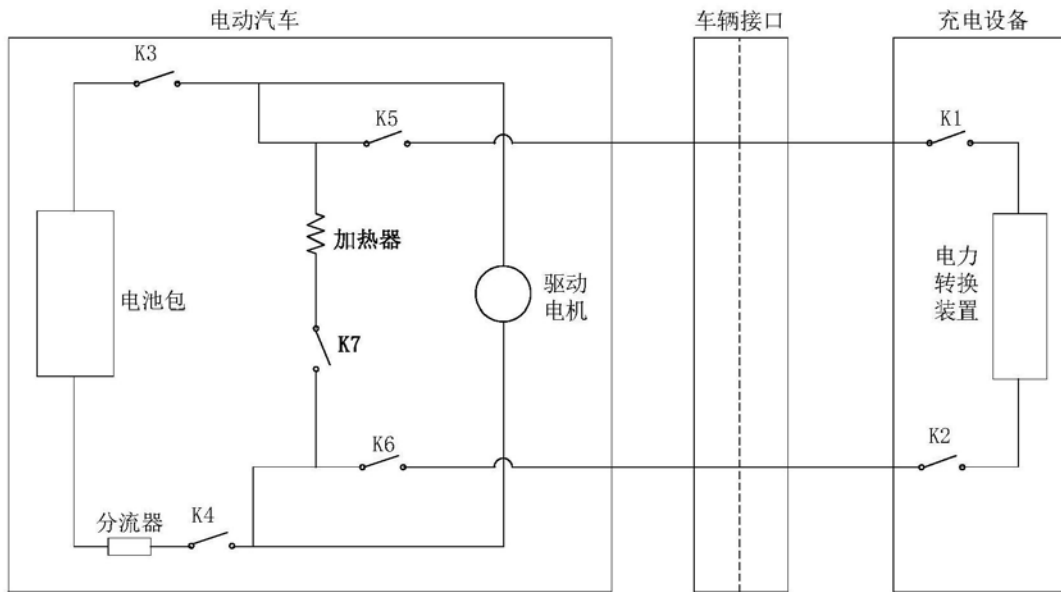 电动汽车
车辆接口
充电设备
K3
K5
K1
加热器
电池包
驱动
电机
电力
转换
装置
K7
K6
K2
分流器
K4